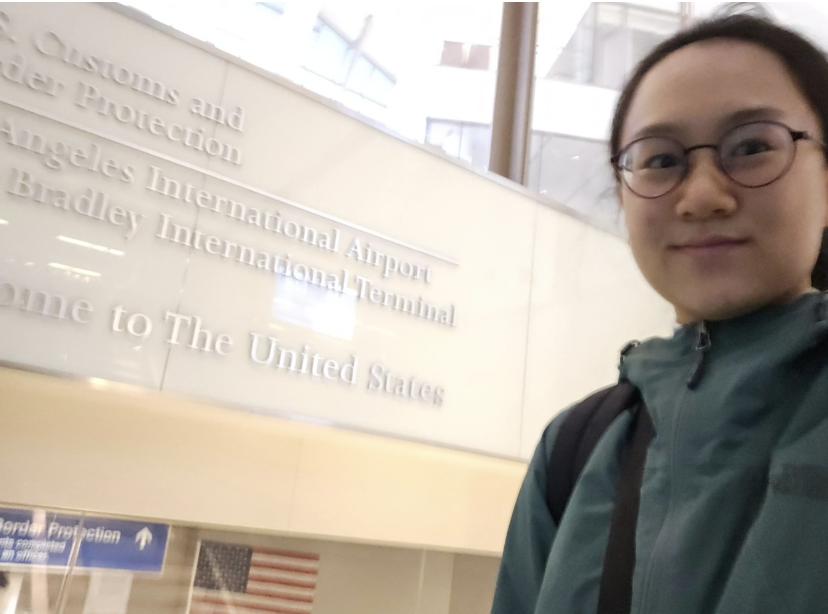 S. Customs and
der Protection
Angeles International Airport
Bradley International Terminal
ome to The United States
Border Protection